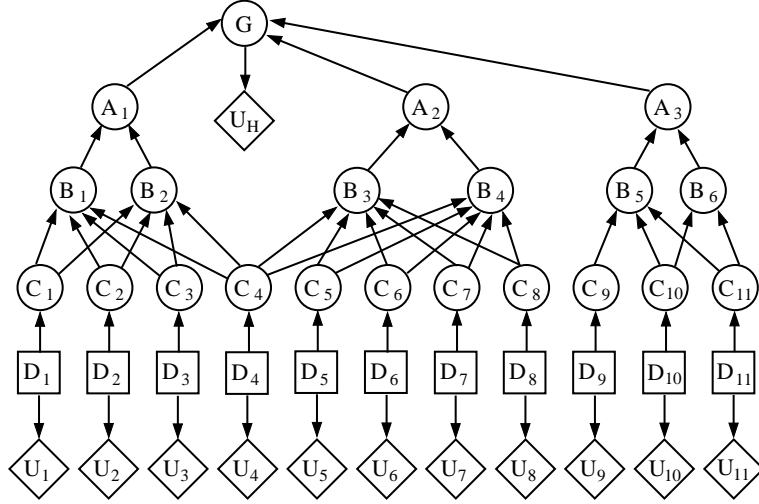 G
A1 UH A2 A3
B1 B2 B3 B4 B5 B6
C1 C2 C3 C4 C5 C6 C7 C8 C9 C10 C11
D1 D2 D3 D4 D5 D6 D7 D8 D9 D10 D11
U1 U2 U3 U4 U5 U6 U7 U8 U9 U10 U11